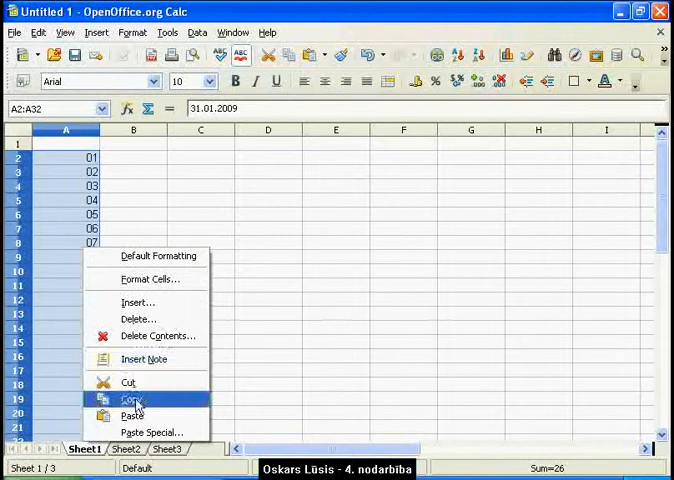 Untitled 1 - OpenOffice.org Calc
File Edit View Insert Format Tools Data Window Help
Arial 10
A2:A32 31.01.2009
A B C D E F G H I
1
2 01
3 02
4 03
5 04
6 05
7 06
8 07
9
Default Formatting
10
Format Cells...
11
12
Insert...
13
Delete...
14
Delete Contents...
15
16
Insert Note
17
18
Cut
19
Copy
20
Paste
21
Paste Special...
Sheet1 Sheet2 Sheet3
Sheet 1 / 3 Default Sum=26
Oskars Lūsis - 4. nodarbība